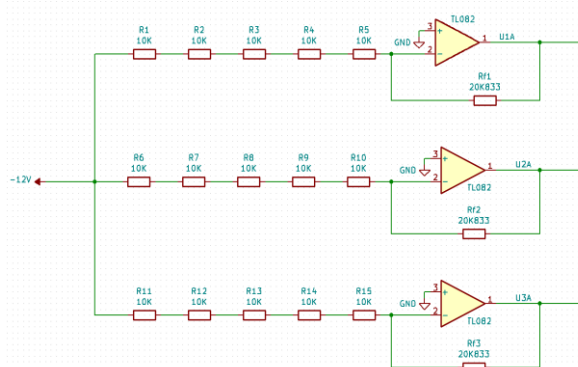 TL082
R1 R2 R3 R4 R5
10K 10K 10K 10K 10K
GND 3 + 1 U1A
2 -
Rf1
20K833
R6 R7 R8 R9 R10
10K 10K 10K 10K 10K
-12V
GND 3 + 1 U2A
2 -
TL082
Rf2
20K833
R11 R12 R13 R14 R15
10K 10K 10K 10K 10K
GND 3 + 1 U3A
2 -
TL082
Rf3
20K833